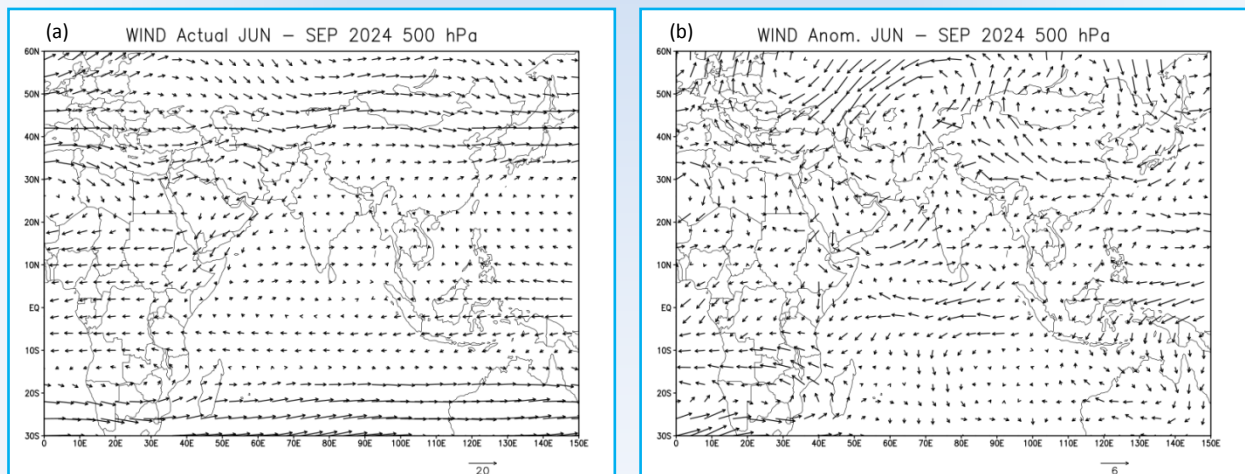 (a) WIND Actual JUN – SEP 2024 500 hPa
60N
50N
40N
30N
20N
10N
EQ
10S
20S
30S
0 10E 20E 30E 40E 50E 60E 70E 80E 90E 100E 110E 120E 130E 140E 150E
20
(b) WIND Anom. JUN – SEP 2024 500 hPa
60N
50N
40N
30N
20N
10N
EQ
10S
20S
30S
0 10E 20E 30E 40E 50E 60E 70E 80E 90E 100E 110E 120E 130E 140E 150E
6